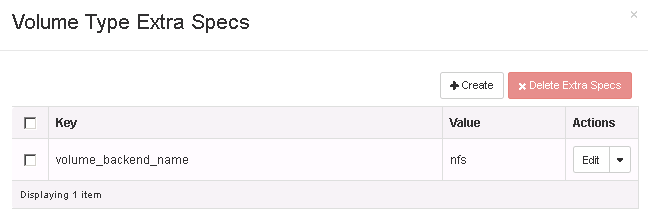 Volume Type Extra Specs
×
Create
Delete Extra Specs
Key Value Actions
volume_backend_name nfs Edit
Displaying 1 item